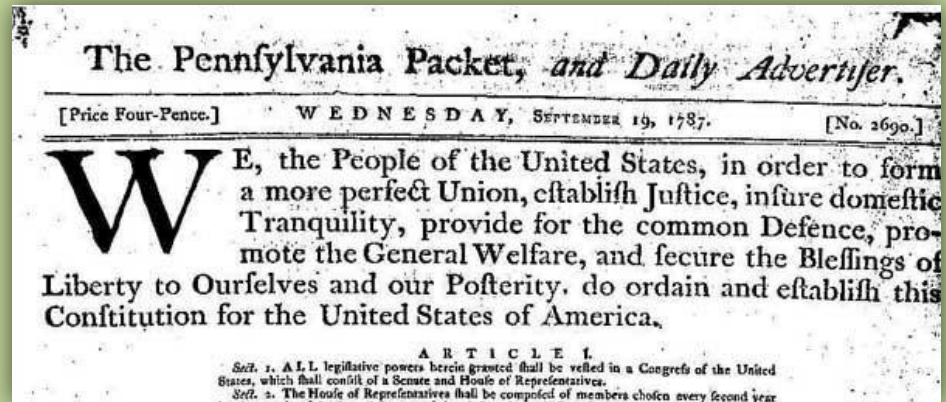 The Pennſylvania Packet, and Daily Advertiſer.
[Price Four-Pence.] WEDNESDAY, SEPTEMBER 19, 1787. [No. 2690.]
WE, the People of the United States, in order to form
a more perfect Union, eſtabliſh Juſtice, inſure domeſtic
Tranquility, provide for the common Defence, pro-
mote the General Welfare, and ſecure the Bleſſings of
Liberty to Ourſelves and our Poſterity, do ordain and eſtabliſh this
Conſtitution for the United States of America.
ARTICLE I.
Sect. 1. ALL legiſlative powers herein granted ſhall be veſted in a Congreſs of the United
States, which ſhall conſiſt of a Senate and Houſe of Repreſentatives.
Sect. 2. The Houſe of Repreſentatives ſhall be compoſed of members choſen every ſecond year